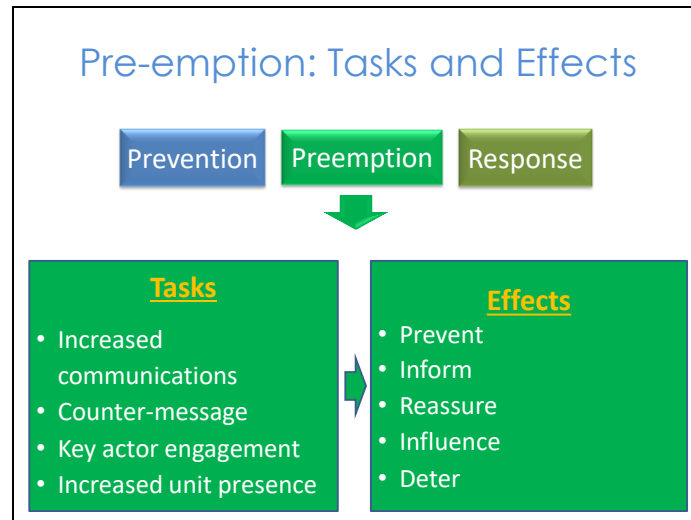 Pre-emption: Tasks and Effects
Prevention
Preemption
Response
Tasks
• Increased
communications
• Counter-message
• Key actor engagement
• Increased unit presence
Effects
• Prevent
• Inform
• Reassure
• Influence
• Deter